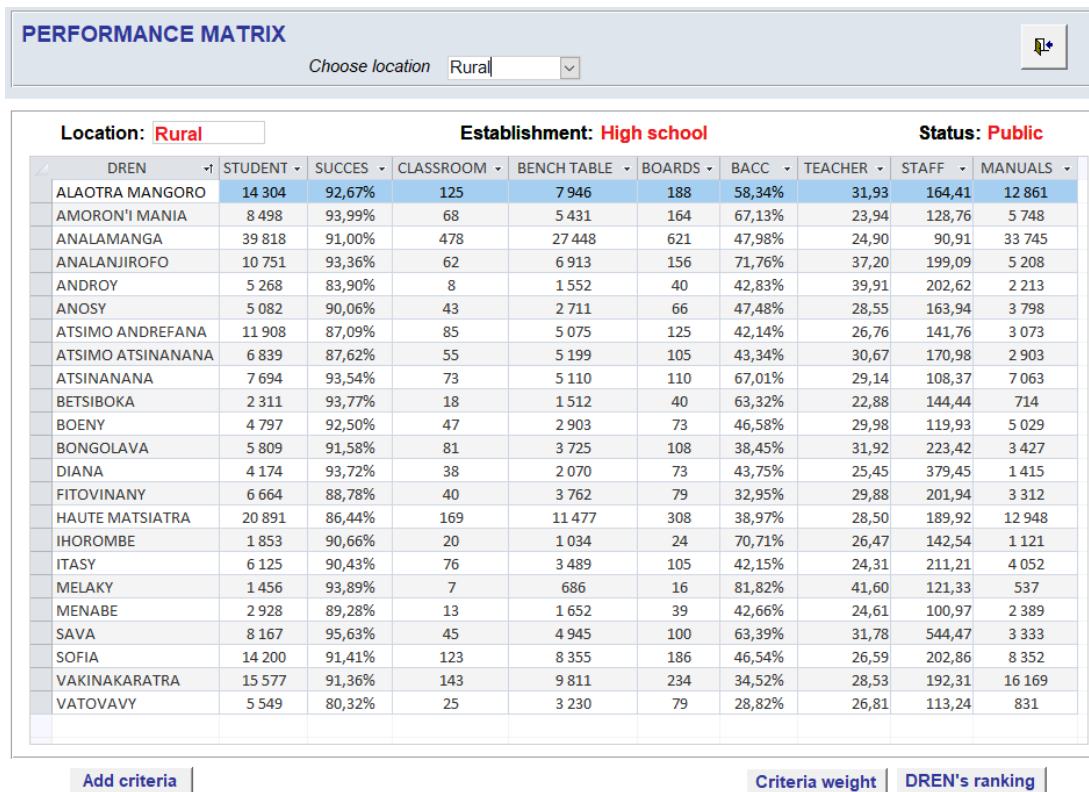 PERFORMANCE MATRIX
Choose location Rural
Location: Rural Establishment: High school Status: Public
DREN STUDENT SUCCES CLASSROOM BENCH TABLE BOARDS BACC TEACHER STAFF MANUALS
ALAOTRA MANGORO 14 304 92,67% 125 7 946 188 58,34% 31,93 164,41 12 861
AMORON'I MANIA 8 498 93,99% 68 5 431 164 67,13% 23,94 128,76 5 748
ANALAMANGA 39 818 91,00% 478 27 448 621 47,98% 24,90 90,91 33 745
ANALANJIROFO 10 751 93,36% 62 6 913 156 71,76% 37,20 199,09 5 208
ANDROY 5 268 83,90% 8 1 552 40 42,83% 39,91 202,62 2 213
ANOSY 5 082 90,06% 43 2 711 66 47,48% 28,55 163,94 3 798
ATSIMO ANDREFANA 11 908 87,09% 85 5 075 125 42,14% 26,76 141,76 3 073
ATSIMO ATSINANANA 6 839 87,62% 55 5 199 105 43,34% 30,67 170,98 2 903
ATSINANANA 7 694 93,54% 73 5 110 110 67,01% 29,14 108,37 7 063
BETSIBOKA 2 311 93,77% 18 1 512 40 63,32% 22,88 144,44 714
BOENY 4 797 92,50% 47 2 903 73 46,58% 29,98 119,93 5 029
BONGOLAVA 5 809 91,58% 81 3 725 108 38,45% 31,92 223,42 3 427
DIANA 4 174 93,72% 38 2 070 73 43,75% 25,45 379,45 1 415
FITOVINANY 6 664 88,78% 40 3 762 79 32,95% 29,88 201,94 3 312
HAUTE MATSIATRA 20 891 86,44% 169 11 477 308 38,97% 28,50 189,92 12 948
IHOROMBE 1 853 90,66% 20 1 034 24 70,71% 26,47 142,54 1 121
ITASY 6 125 90,43% 76 3 489 105 42,15% 24,31 211,21 4 052
MELAKY 1 456 93,89% 7 686 16 81,82% 41,60 121,33 537
MENABE 2 928 89,28% 13 1 652 39 42,66% 24,61 100,97 2 389
SAVA 8 167 95,63% 45 4 945 100 63,39% 31,78 544,47 3 333
SOFIA 14 200 91,41% 123 8 355 186 46,54% 26,59 202,86 8 352
VAKINAKARATRA 15 577 91,36% 143 9 811 234 34,52% 28,53 192,31 16 169
VATOVAVY 5 549 80,32% 25 3 230 79 28,82% 26,81 113,24 831
Add criteria Criteria weight DREN's ranking